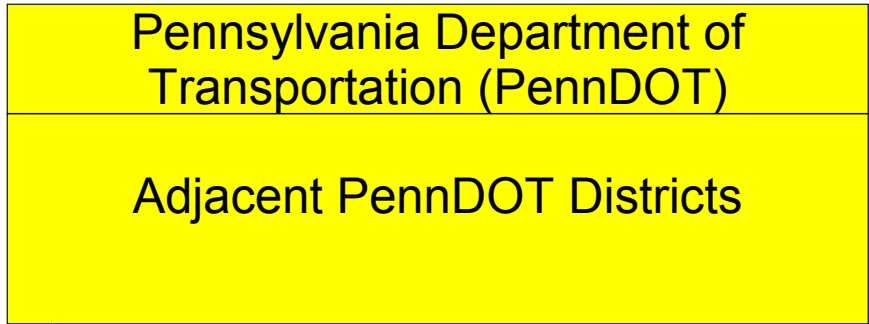 Pennsylvania Department of
Transportation (PennDOT)
Adjacent PennDOT Districts